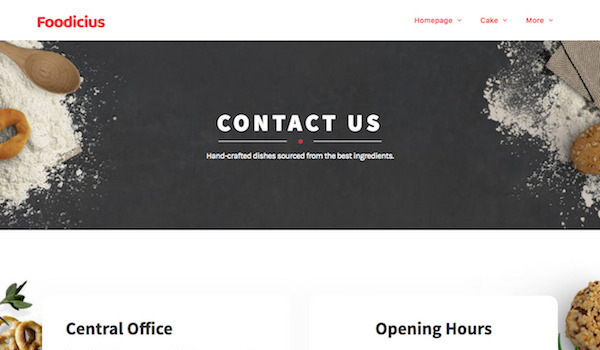 Foodicius
Homepage
Cake
More
CONTACT US
Hand-crafted dishes sourced from the best ingredients.
Central Office
Opening Hours